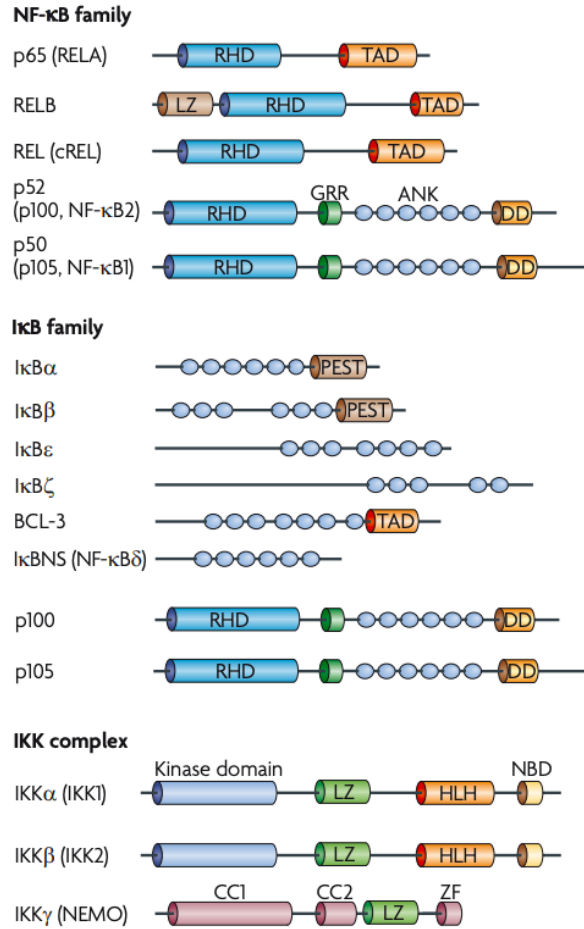 NF-κB family
p65 (RELA) RHD TAD
RELB LZ RHD TAD
REL (cREL) RHD TAD
p52 GRR ANK
(p100, NF-κB2) RHD DD
p50
(p105, NF-κB1) RHD DD
IκB family
IκBα PEST
IκBβ PEST
IκBε
IκBζ
BCL-3 TAD
IκBNS (NF-κBδ)
p100 RHD DD
p105 RHD DD
IKK complex
Kinase domain NBD
IKKα (IKK1) LZ HLH
IKKβ (IKK2) LZ HLH
CC1 CC2 ZF
IKKγ (NEMO) LZ